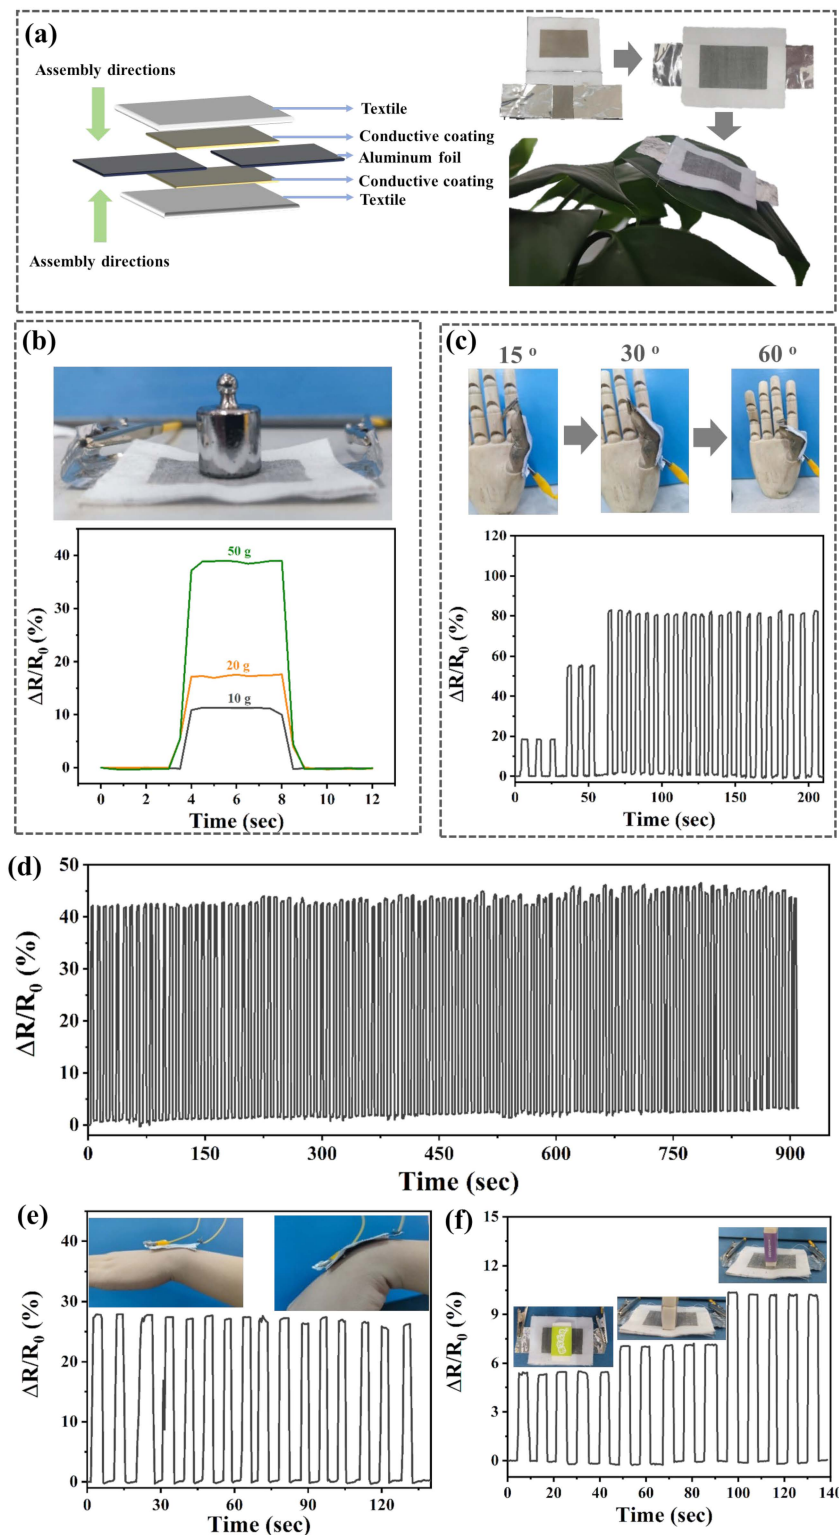 (a)
Assembly directions
Textile
Conductive coating
Aluminum foil
Conductive coating
Textile
Assembly directions
(b)
50 g
20 g
10 g
40
30
20
10
0
ΔR/R0 (%)
0 2 4 6 8 10 12
Time (sec)
(c)
15 o 30 o 60 o
120
100
80
60
40
20
0
ΔR/R0 (%)
0 50 100 150 200
Time (sec)
(d)
50
40
30
20
10
0
ΔR/R0 (%)
0 150 300 450 600 750 900
Time (sec)
(e)
45
36
27
18
9
0
ΔR/R0 (%)
0 30 60 90 120
Time (sec)
(f)
15
12
9
6
3
0
ΔR/R0 (%)
0 20 40 60 80 100 120 140
Time (sec)